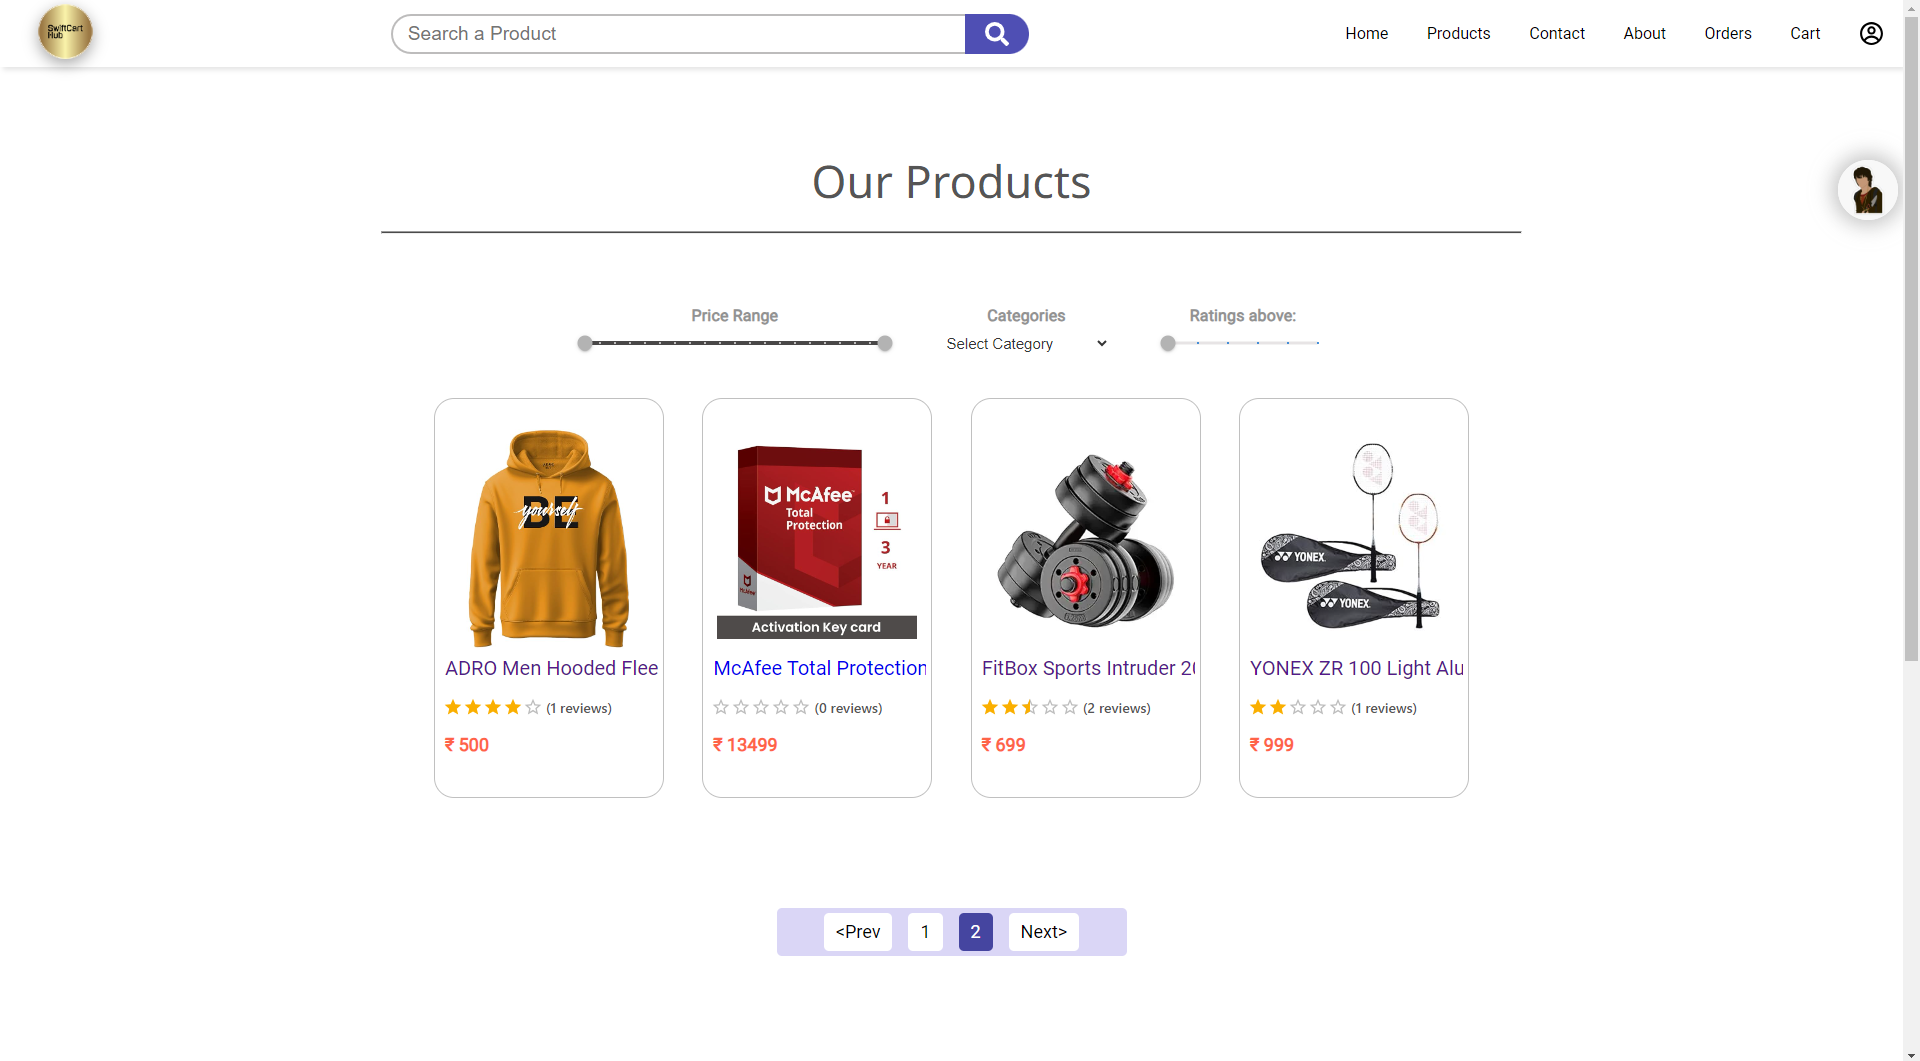 SwiftCart
Hub
Search a Product
Home
Products
Contact
About
Orders
Cart
Our Products
Price Range
Categories
Ratings above:
Select Category
BE
yourself
McAfee
Total
Protection
1
3
YEAR
McAfee
Activation Key card
YONEX
YONEX
ADRO Men Hooded Flee
(1 reviews)
₹ 500
McAfee Total Protection
(0 reviews)
₹ 13499
FitBox Sports Intruder 20
(2 reviews)
₹ 699
YONEX ZR 100 Light Alu
(1 reviews)
₹ 999
<Prev
1
2
Next>